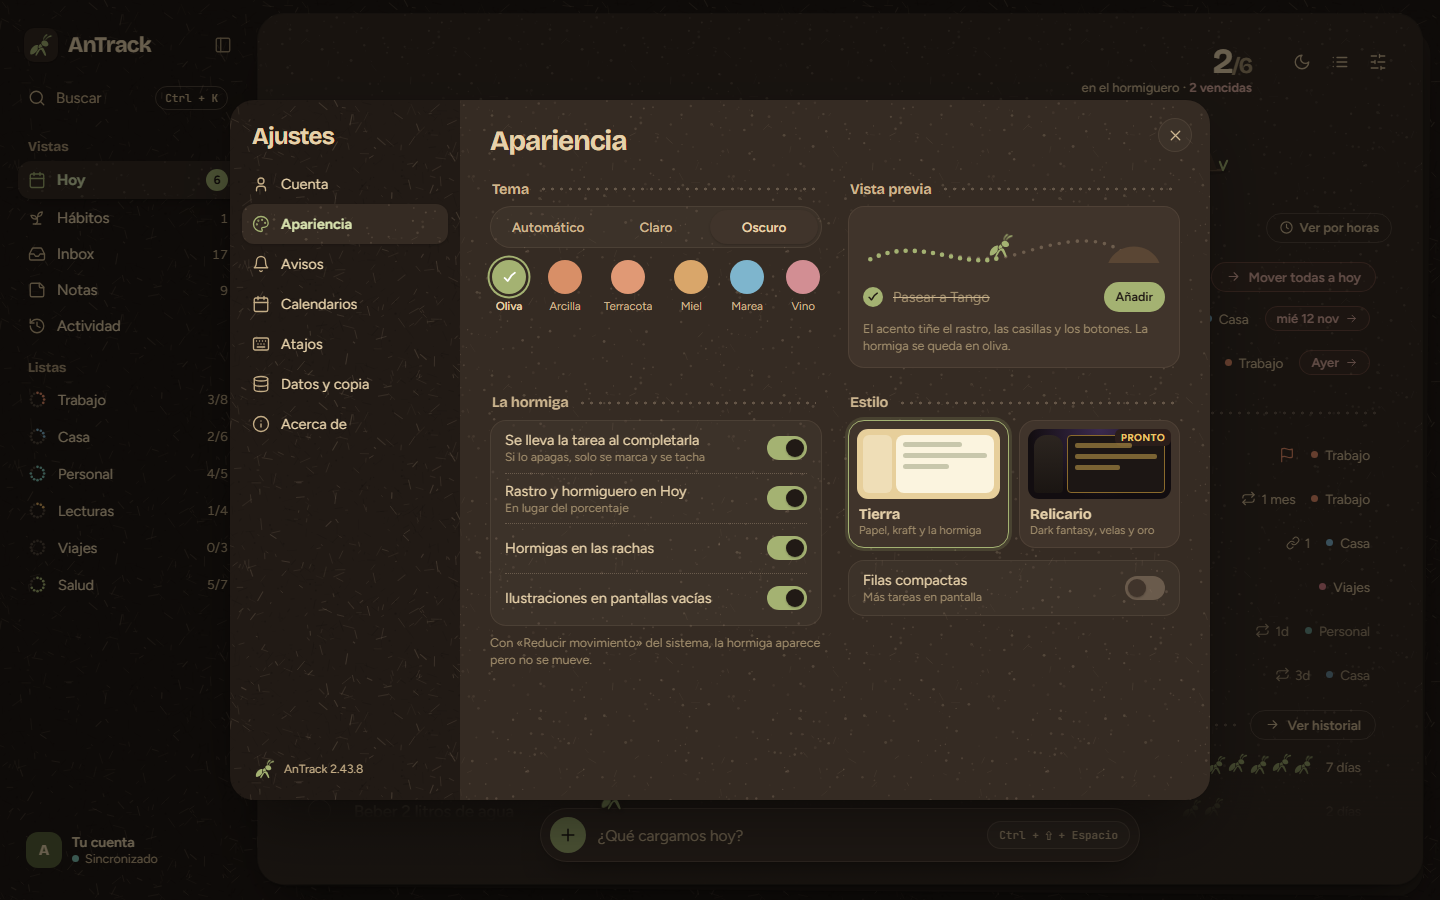 AnTrack
Buscar
Ctrl + K
Vistas
Hoy
6
Hábitos
1
Inbox
17
Notas
9
Actividad
Listas
Trabajo
3/8
Casa
2/6
Personal
4/5
Lecturas
1/4
Viajes
0/3
Salud
5/7
A
Tu cuenta
Sincronizado
2/6
en el hormiguero · 2 vencidas
V
Ver por horas
Mover todas a hoy
Casa
mié 12 nov →
Trabajo
Ayer →
Trabajo
1 mes
Trabajo
1
Casa
Viajes
1d
Personal
3d
Casa
Ver historial
7 días
Beber 2 litros de agua
2 días
¿Qué cargamos hoy?
Ctrl + ⇧ + Espacio
Ajustes
Cuenta
Apariencia
Avisos
Calendarios
Atajos
Datos y copia
Acerca de
AnTrack 2.43.8
Apariencia
Tema
Automático
Claro
Oscuro
Oliva
Arcilla
Terracota
Miel
Marea
Vino
Vista previa
Pasear a Tango
Añadir
El acento tiñe el rastro, las casillas y los botones. La
hormiga se queda en oliva.
La hormiga
Se lleva la tarea al completarla
Si lo apagas, solo se marca y se tacha
Rastro y hormiguero en Hoy
En lugar del porcentaje
Hormigas en las rachas
Ilustraciones en pantallas vacías
Con «Reducir movimiento» del sistema, la hormiga aparece
pero no se mueve.
Estilo
Tierra
Papel, kraft y la hormiga
PRONTO
Relicario
Dark fantasy, velas y oro
Filas compactas
Más tareas en pantalla